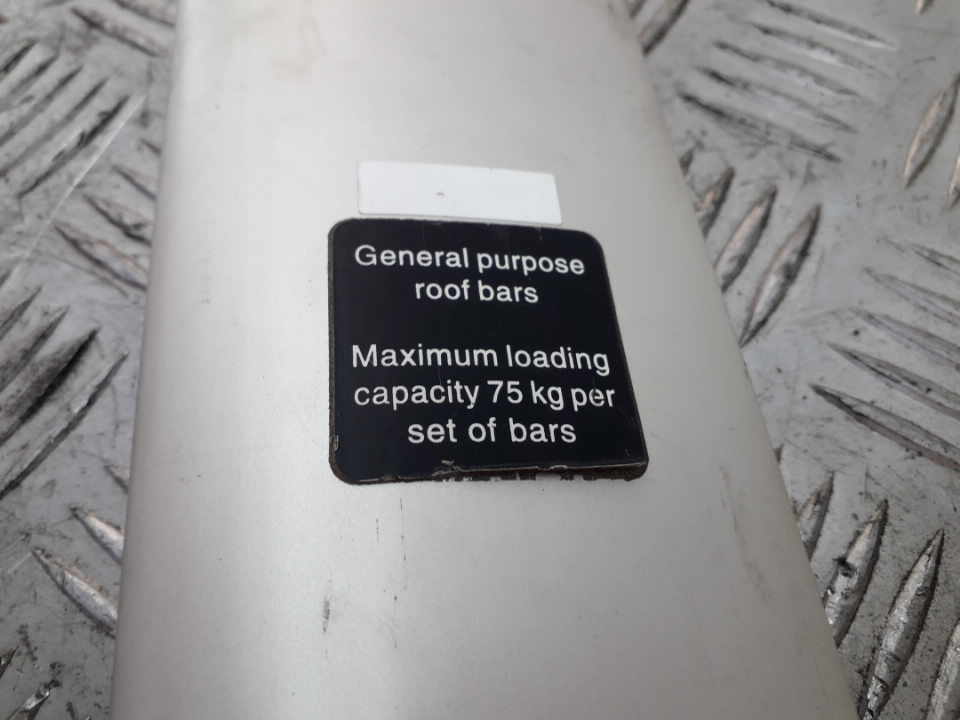 General purpose
roof bars
Maximum loading
capacity 75 kg per
set of bars